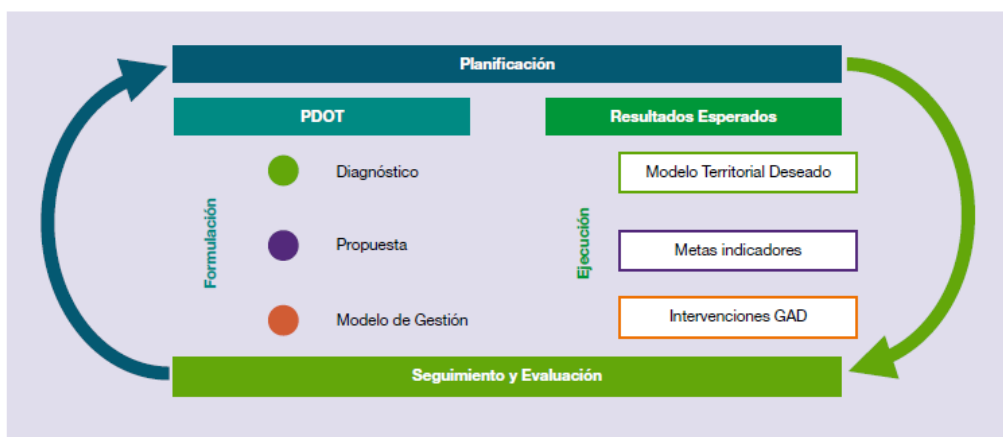 Planificación
PDOT
Resultados Esperados
Formulación
Diagnóstico
Propuesta
Modelo de Gestión
Ejecución
Modelo Territorial Deseado
Metas indicadores
Intervenciones GAD
Seguimiento y Evaluación